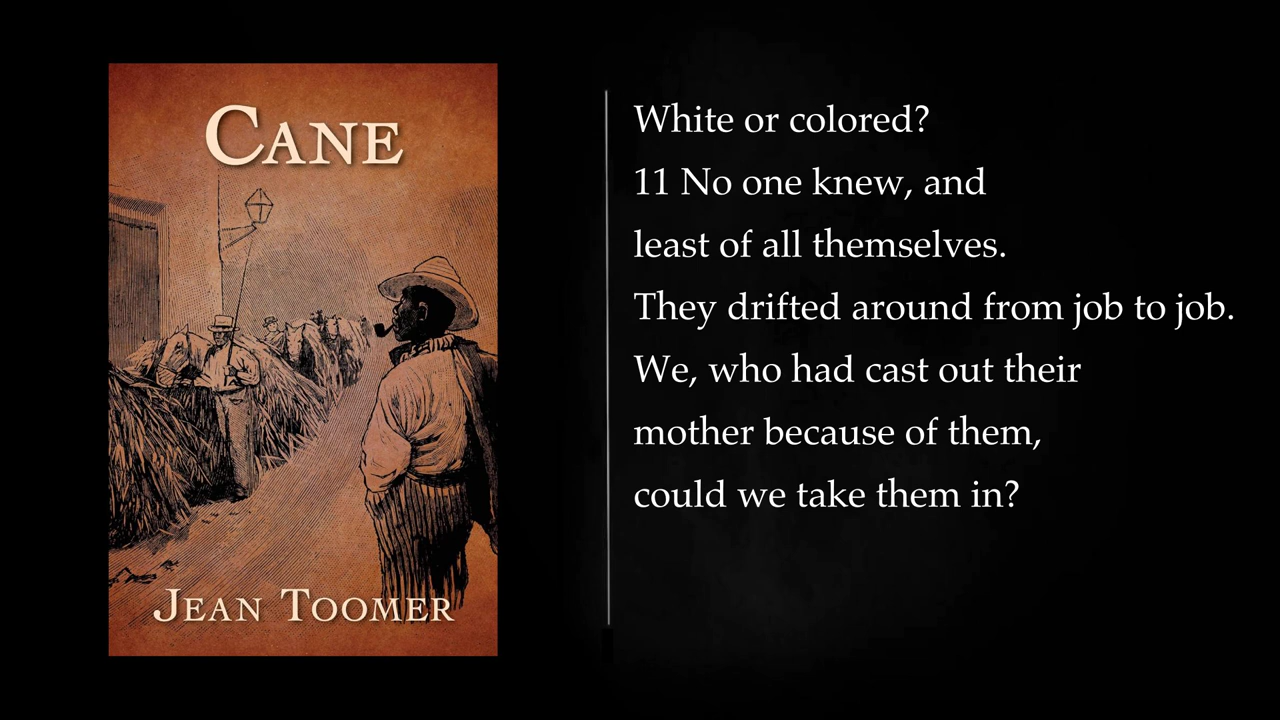 CANE
JEAN TOOMER
White or colored?
11 No one knew, and
least of all themselves.
They drifted around from job to job.
We, who had cast out their
mother because of them,
could we take them in?